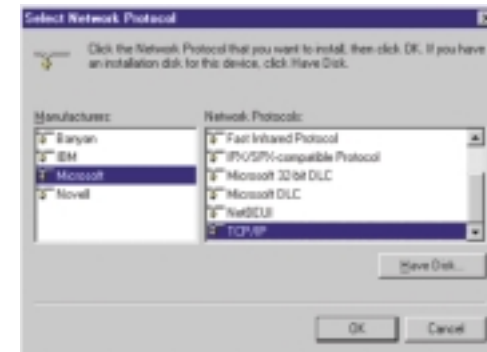 Select Network Protocol
Click the Network Protocol that you want to install, then click OK. If you have
an installation disk for this device, click Have Disk.
Manufacturers:
Network Protocols:
Banyan
IBM
Microsoft
Novell
Fast Infrared Protocol
IPX/SPX-compatible Protocol
Microsoft 32-bit DLC
Microsoft DLC
NetBEUI
TCP/IP
Have Disk...
OK
Cancel